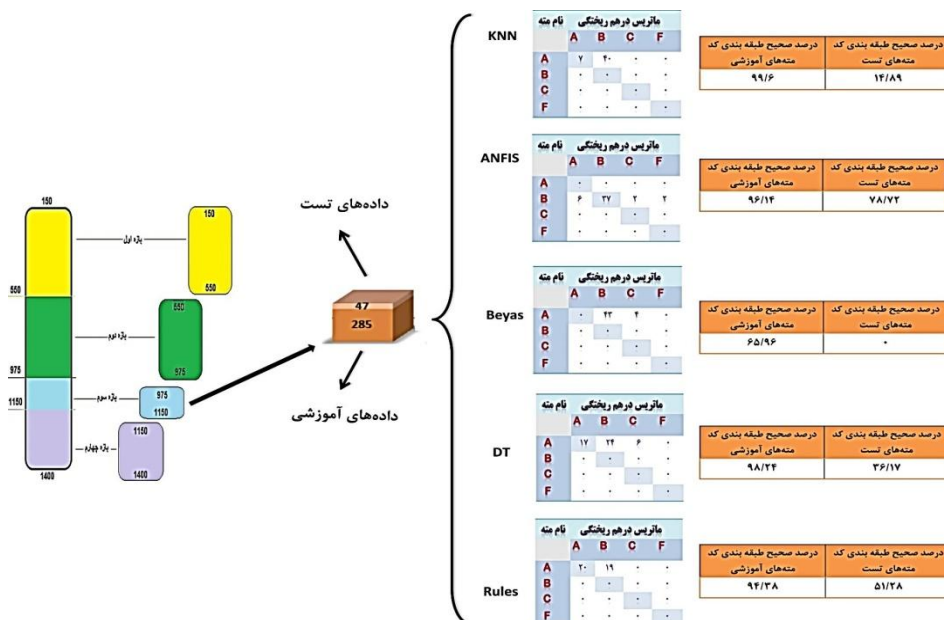 150
550
975
1150
1400
بازه اول
بازه دوم
بازه سوم
بازه چهارم
150
550
550
975
975
1150
1150
1400
داده‌های تست
47
285
داده‌های آموزشی
KNN
نام مته ماتریس درهم ریختگی
A B C F
A ۷ ۴۰ ۰ ۰
B ۰ ۰ ۰ ۰
C ۰ ۰ ۰ ۰
F ۰ ۰ ۰ ۰
درصد صحیح طبقه بندی کد مته‌های آموزشی
درصد صحیح طبقه بندی کد مته‌های تست
۹۹/۶ ۱۴/۸۹
ANFIS
نام مته ماتریس درهم ریختگی
A B C F
A ۰ ۰ ۰ ۰
B ۶ ۳۷ ۲ ۲
C ۰ ۰ ۰ ۰
F ۰ ۰ ۰ ۰
درصد صحیح طبقه بندی کد مته‌های آموزشی
درصد صحیح طبقه بندی کد مته‌های تست
۹۶/۱۴ ۷۸/۷۲
Beyas
نام مته ماتریس درهم ریختگی
A B C F
A ۰ ۴۳ ۴ ۰
B ۰ ۰ ۰ ۰
C ۰ ۰ ۰ ۰
F ۰ ۰ ۰ ۰
درصد صحیح طبقه بندی کد مته‌های آموزشی
درصد صحیح طبقه بندی کد مته‌های تست
۶۵/۹۶ ۰
DT
نام مته ماتریس درهم ریختگی
A B C F
A ۱۷ ۲۴ ۶ ۰
B ۰ ۰ ۰ ۰
C ۰ ۰ ۰ ۰
F ۰ ۰ ۰ ۰
درصد صحیح طبقه بندی کد مته‌های آموزشی
درصد صحیح طبقه بندی کد مته‌های تست
۹۸/۲۴ ۳۶/۱۷
Rules
نام مته ماتریس درهم ریختگی
A B C F
A ۲۰ ۱۹ ۰ ۰
B ۰ ۰ ۰ ۰
C ۰ ۰ ۰ ۰
F ۰ ۰ ۰ ۰
درصد صحیح طبقه بندی کد مته‌های آموزشی
درصد صحیح طبقه بندی کد مته‌های تست
۹۴/۳۸ ۵۱/۲۸